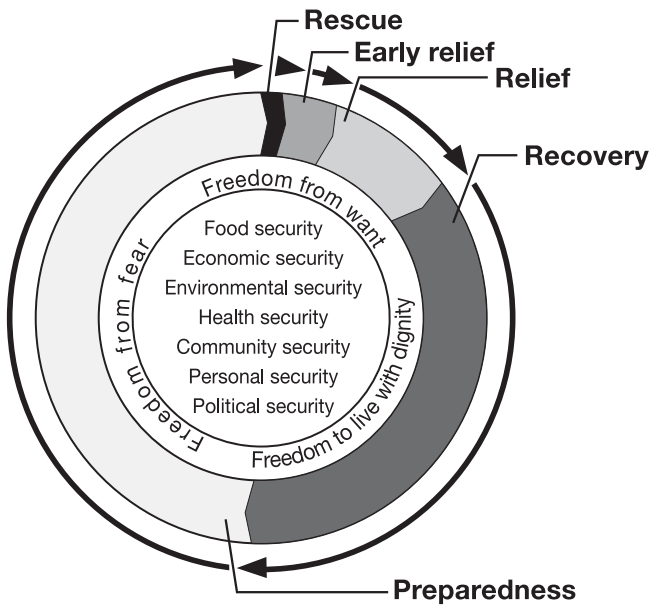 Rescue
Early relief
Relief
Recovery
Freedom from want
Food security
Economic security
Environmental security
Health security
Community security
Personal security
Political security
Freedom from fear
Freedom to live with dignity
Preparedness